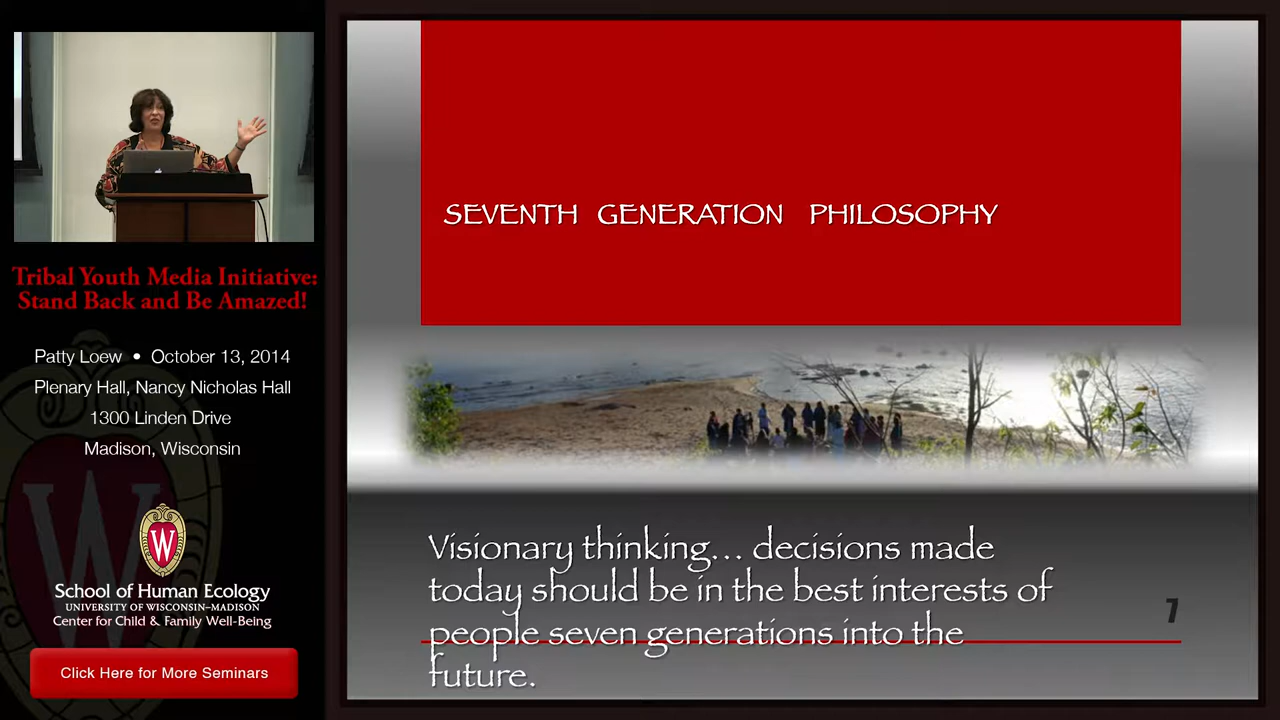 Tribal Youth Media Initiative:
Stand Back and Be Amazed!
Patty Loew • October 13, 2014
Plenary Hall, Nancy Nicholas Hall
1300 Linden Drive
Madison, Wisconsin
W
School of Human Ecology
UNIVERSITY OF WISCONSIN–MADISON
Center for Child & Family Well-Being
Click Here for More Seminars
SEVENTH GENERATION PHILOSOPHY
Visionary thinking... decisions made
today should be in the best interests of
people seven generations into the
future.
7